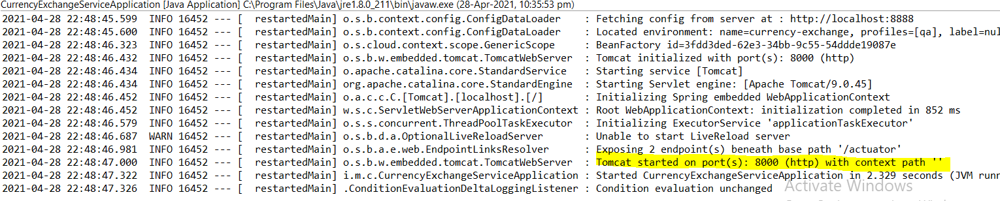 CurrencyExchangeServiceApplication [Java Application] C:\Program Files\Java\jre1.8.0_211\bin\javaw.exe (28-Apr-2021, 10:35:53 pm)
2021-04-28 22:48:45.599  INFO 16452 --- [  restartedMain] o.s.b.context.config.ConfigDataLoader    : Fetching config from server at : http://localhost:8888
2021-04-28 22:48:45.600  INFO 16452 --- [  restartedMain] o.s.b.context.config.ConfigDataLoader    : Located environment: name=currency-exchange, profiles=[qa], label=nul
2021-04-28 22:48:46.323  INFO 16452 --- [  restartedMain] o.s.cloud.context.scope.GenericScope     : BeanFactory id=3fdd3ded-62e3-34bb-9c55-54ddde19087e
2021-04-28 22:48:46.432  INFO 16452 --- [  restartedMain] o.s.b.w.embedded.tomcat.TomcatWebServer  : Tomcat initialized with port(s): 8000 (http)
2021-04-28 22:48:46.434  INFO 16452 --- [  restartedMain] o.apache.catalina.core.StandardService   : Starting service [Tomcat]
2021-04-28 22:48:46.434  INFO 16452 --- [  restartedMain] org.apache.catalina.core.StandardEngine  : Starting Servlet engine: [Apache Tomcat/9.0.45]
2021-04-28 22:48:46.452  INFO 16452 --- [  restartedMain] o.a.c.c.C.[Tomcat].[localhost].[/]       : Initializing Spring embedded WebApplicationContext
2021-04-28 22:48:46.452  INFO 16452 --- [  restartedMain] w.s.c.ServletWebServerApplicationContext : Root WebApplicationContext: initialization completed in 852 ms
2021-04-28 22:48:46.579  INFO 16452 --- [  restartedMain] o.s.s.concurrent.ThreadPoolTaskExecutor  : Initializing ExecutorService 'applicationTaskExecutor'
2021-04-28 22:48:46.687  WARN 16452 --- [  restartedMain] o.s.b.d.a.OptionalLiveReloadServer       : Unable to start LiveReload server
2021-04-28 22:48:46.981  INFO 16452 --- [  restartedMain] o.s.b.a.e.web.EndpointLinksResolver      : Exposing 2 endpoint(s) beneath base path '/actuator'
2021-04-28 22:48:47.000  INFO 16452 --- [  restartedMain] o.s.b.w.embedded.tomcat.TomcatWebServer  : Tomcat started on port(s): 8000 (http) with context path ''
2021-04-28 22:48:47.322  INFO 16452 --- [  restartedMain] i.m.c.CurrencyExchangeServiceApplication : Started CurrencyExchangeServiceApplication in 2.329 seconds (JVM runn
2021-04-28 22:48:47.326  INFO 16452 --- [  restartedMain] .ConditionEvaluationDeltaLoggingListener : Condition evaluation unchanged
Activate Windows